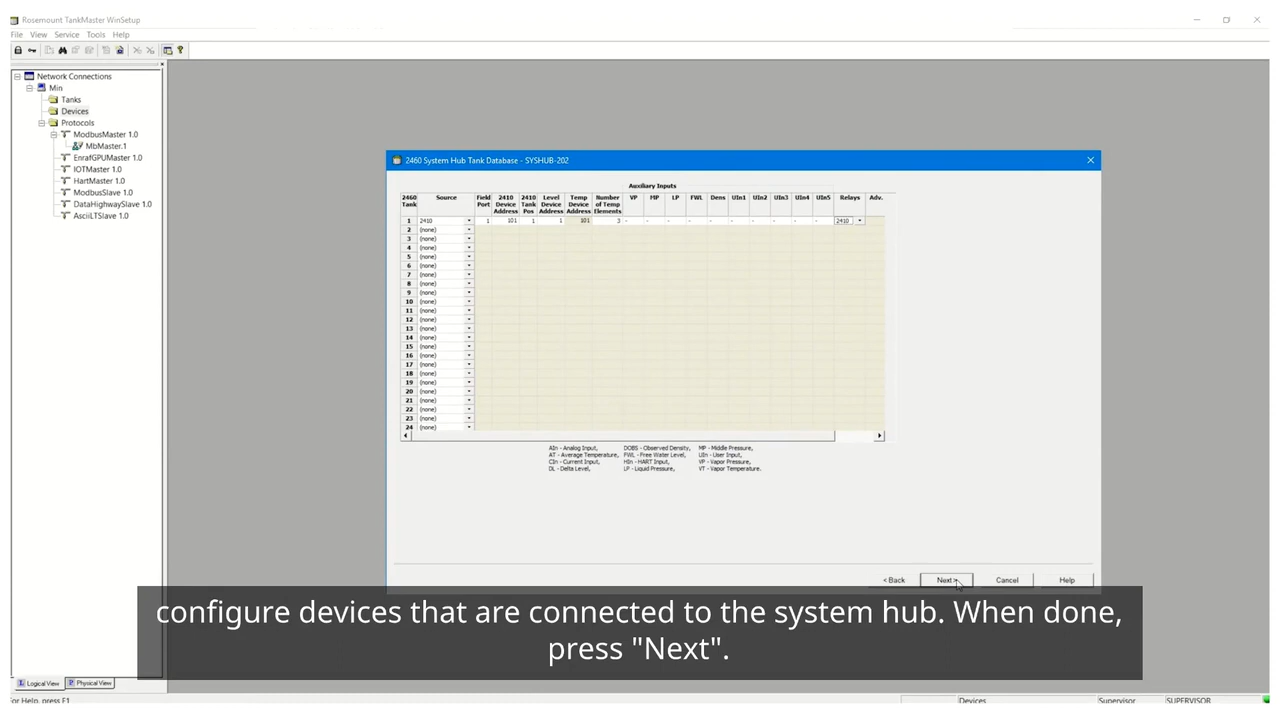 Rosemount TankMaster WinSetup
File View Service Tools Help
Network Connections
Min
Tanks
Devices
Protocols
ModbusMaster 1.0
MbMaster.1
EnrafGPUMaster 1.0
IOTMaster 1.0
HartMaster 1.0
ModbusSlave 1.0
DataHighwaySlave 1.0
AsciiLTSlave 1.0
2460 System Hub Tank Database - SYSHUB-202
Auxiliary Inputs
2460 Tank Source Field Port 2410 Device Address 2410 Tank Pos Level Device Address Temp Device Address Number of Temp Elements VP MP LP FWL Dens UIn1 UIn2 UIn3 UIn4 UIn5 Relays Adv.
1 2410 1 101 1 1 101 3 - - - - - - - - - - 2410
2 (none)
3 (none)
4 (none)
5 (none)
6 (none)
7 (none)
8 (none)
9 (none)
10 (none)
11 (none)
12 (none)
13 (none)
14 (none)
15 (none)
16 (none)
17 (none)
18 (none)
19 (none)
20 (none)
21 (none)
22 (none)
23 (none)
24 (none)
AIn - Analog Input, DOBS - Observed Density, MP - Middle Pressure,
AT - Average Temperature, FWL - Free Water Level, UIn - User Input,
CIn - Current Input, HIn - HART Input, VP - Vapor Pressure,
DL - Delta Level, LP - Liquid Pressure, VT - Vapor Temperature.
< Back Next > Cancel Help
configure devices that are connected to the system hub. When done,
press "Next".
Logical View Physical View
For Help, press F1 Devices Supervisor SUPERVISOR